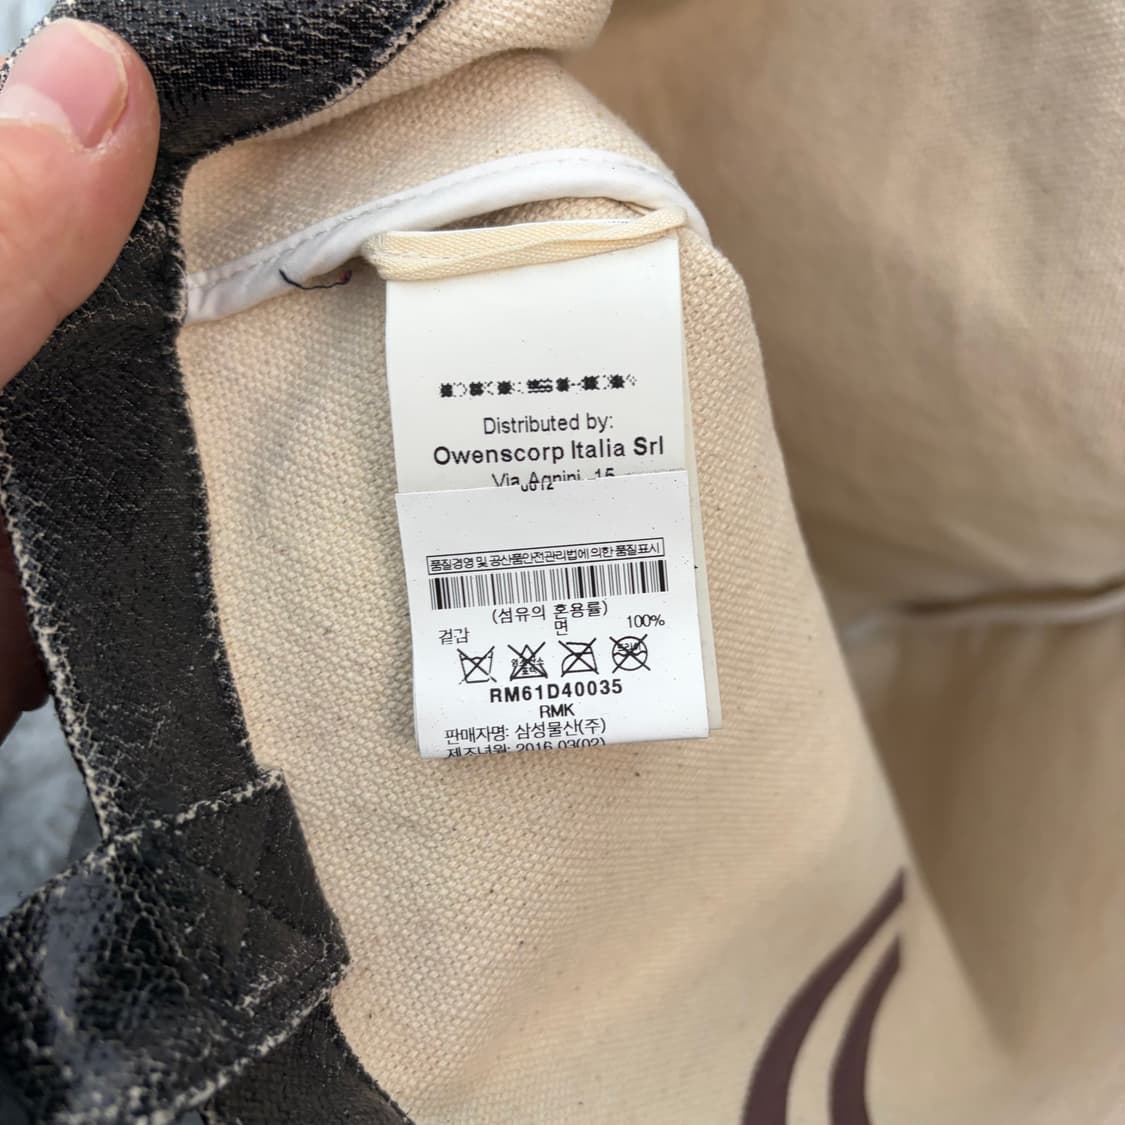 Distributed by:
Owenscorp Italia Srl
Via Agnini, 15
품질경영 및 공산품안전관리법에 의한 품질표시
(섬유의 혼용률)
겉감 면 100%
RM61D40035
RMK
판매자명: 삼성물산(주)
제조년월: 2016.03(02)